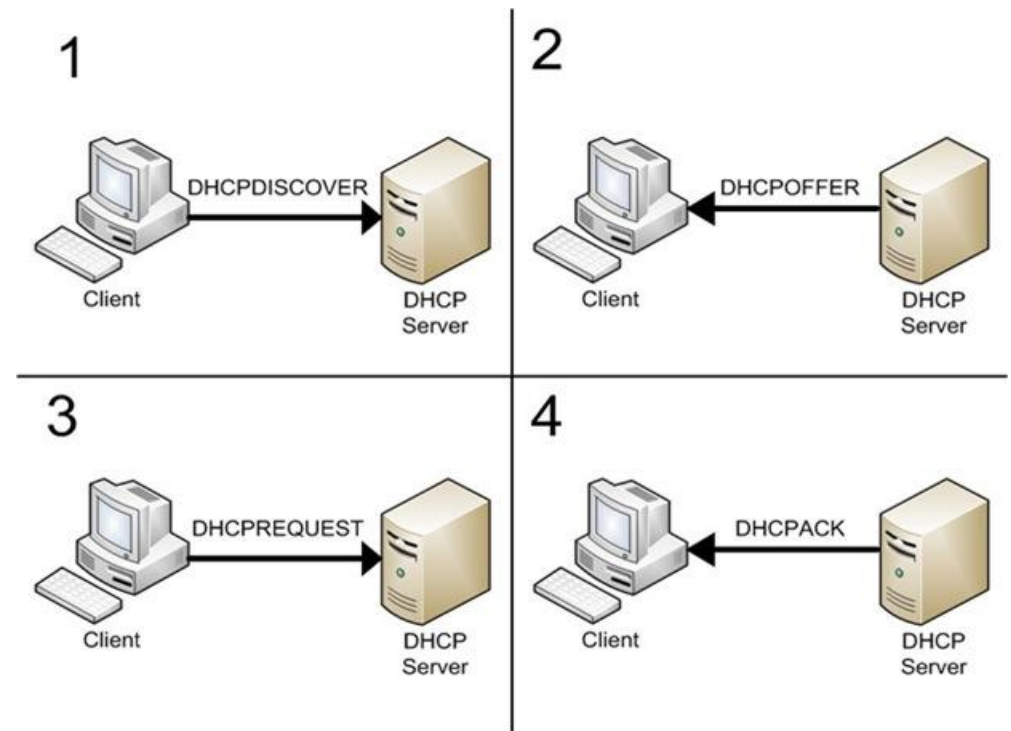 1
DHCPDISCOVER
Client
DHCP
Server
2
DHCPOFFER
Client
DHCP
Server
3
DHCPREQUEST
Client
DHCP
Server
4
DHCPACK
Client
DHCP
Server